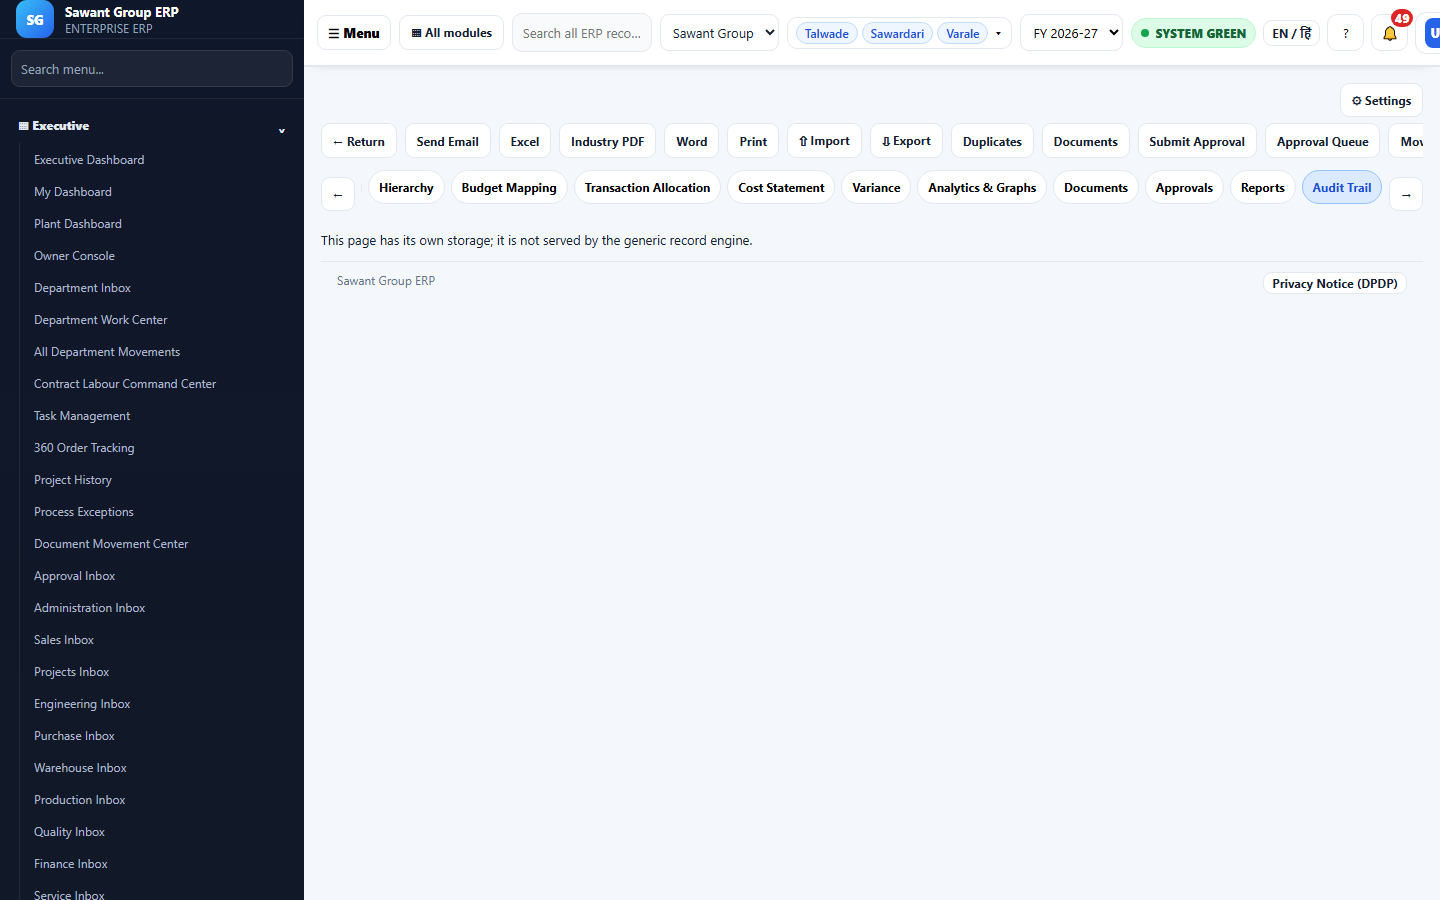 SG
Sawant Group ERP
ENTERPRISE ERP
Search menu...
Executive
Executive Dashboard
My Dashboard
Plant Dashboard
Owner Console
Department Inbox
Department Work Center
All Department Movements
Contract Labour Command Center
Task Management
360 Order Tracking
Project History
Process Exceptions
Document Movement Center
Approval Inbox
Administration Inbox
Sales Inbox
Projects Inbox
Engineering Inbox
Purchase Inbox
Warehouse Inbox
Production Inbox
Quality Inbox
Finance Inbox
Service Inbox
☰ Menu
All modules
Search all ERP reco...
Sawant Group
Talwade Sawardari Varale
FY 2026-27
SYSTEM GREEN
EN / हिं
?
49
U
⚙ Settings
← Return Send Email Excel Industry PDF Word Print ⇧ Import ⇩ Export Duplicates Documents Submit Approval Approval Queue Mov
← Hierarchy Budget Mapping Transaction Allocation Cost Statement Variance Analytics & Graphs Documents Approvals Reports Audit Trail →
This page has its own storage; it is not served by the generic record engine.
Sawant Group ERP
Privacy Notice (DPDP)